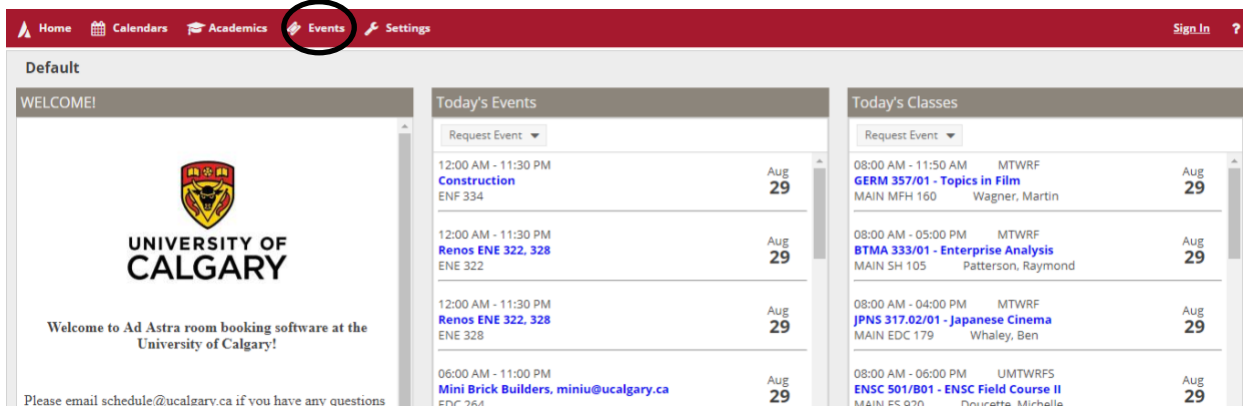 Home Calendars Academics Events Settings Sign In ?
Default
WELCOME!
UNIVERSITY OF
CALGARY
Welcome to Ad Astra room booking software at the
University of Calgary!
Please email schedule@ucalgary.ca if you have any questions
Today's Events
Request Event
12:00 AM - 11:30 PM
Construction
ENF 334
Aug
29
12:00 AM - 11:30 PM
Renos ENE 322, 328
ENE 322
Aug
29
12:00 AM - 11:30 PM
Renos ENE 322, 328
ENE 328
Aug
29
06:00 AM - 11:00 PM
Mini Brick Builders, miniu@ucalgary.ca
EDC 264
Aug
29
Today's Classes
Request Event
08:00 AM - 11:50 AM MTWRF
GERM 357/01 - Topics in Film
MAIN MFH 160 Wagner, Martin
Aug
29
08:00 AM - 05:00 PM MTWRF
BTMA 333/01 - Enterprise Analysis
MAIN SH 105 Patterson, Raymond
Aug
29
08:00 AM - 04:00 PM MTWRF
JPNS 317.02/01 - Japanese Cinema
MAIN EDC 179 Whaley, Ben
Aug
29
08:00 AM - 06:00 PM UMTWRFS
ENSC 501/B01 - ENSC Field Course II
MAIN ES 920 Doucette, Michelle
Aug
29